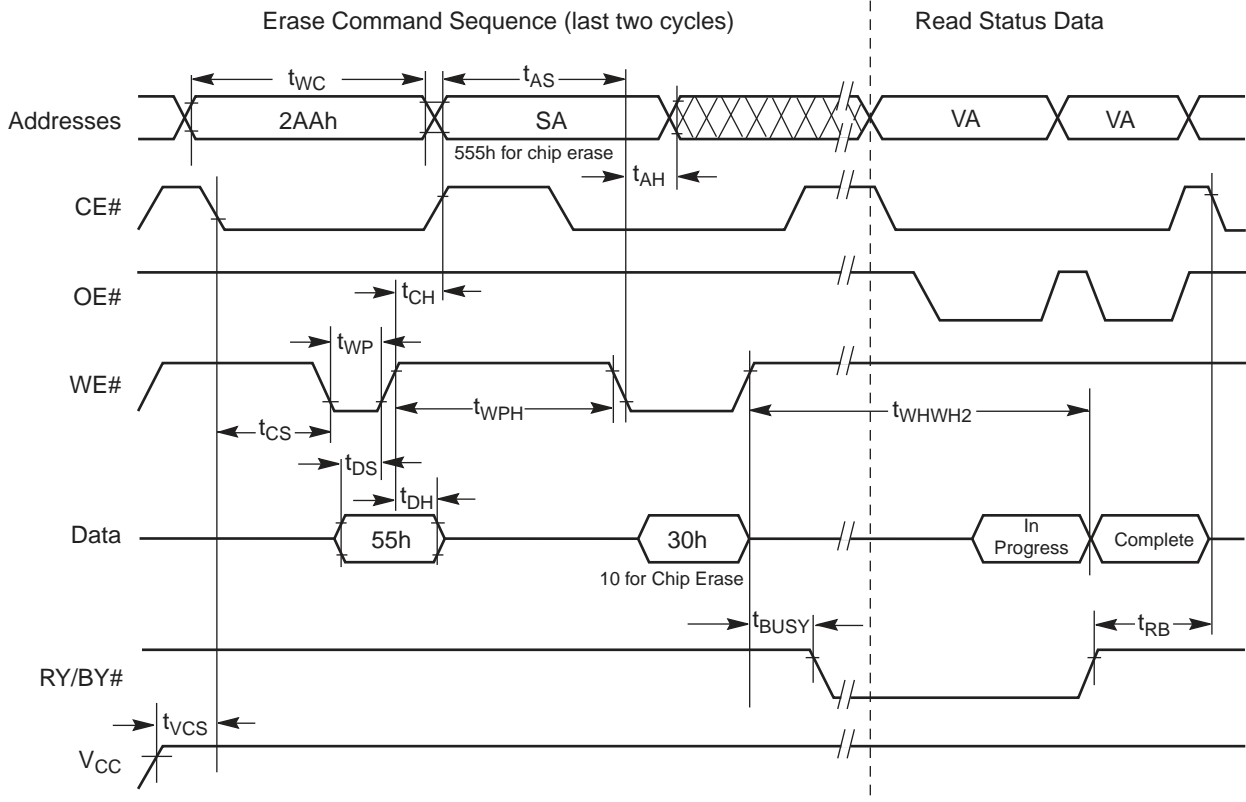 Erase Command Sequence (last two cycles)
Read Status Data
tWC
tAS
Addresses
2AAh
SA
VA
VA
555h for chip erase
tAH
CE#
OE#
tCH
tWP
WE#
tWPH
tWHWH2
tCS
tDS
tDH
Data
55h
30h
In
Progress
Complete
10 for Chip Erase
tBUSY
tRB
RY/BY#
tVCS
VCC